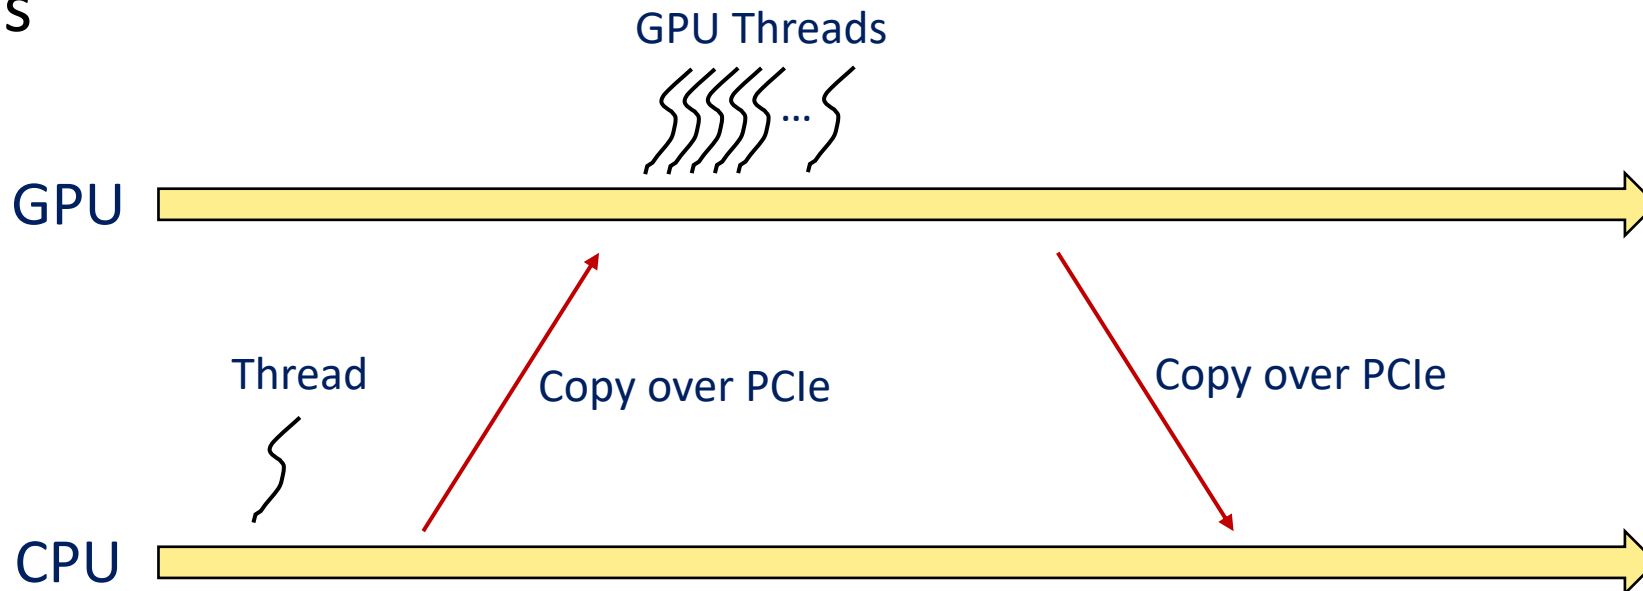 s
GPU Threads
...
GPU
Thread
Copy over PCIe
Copy over PCIe
CPU